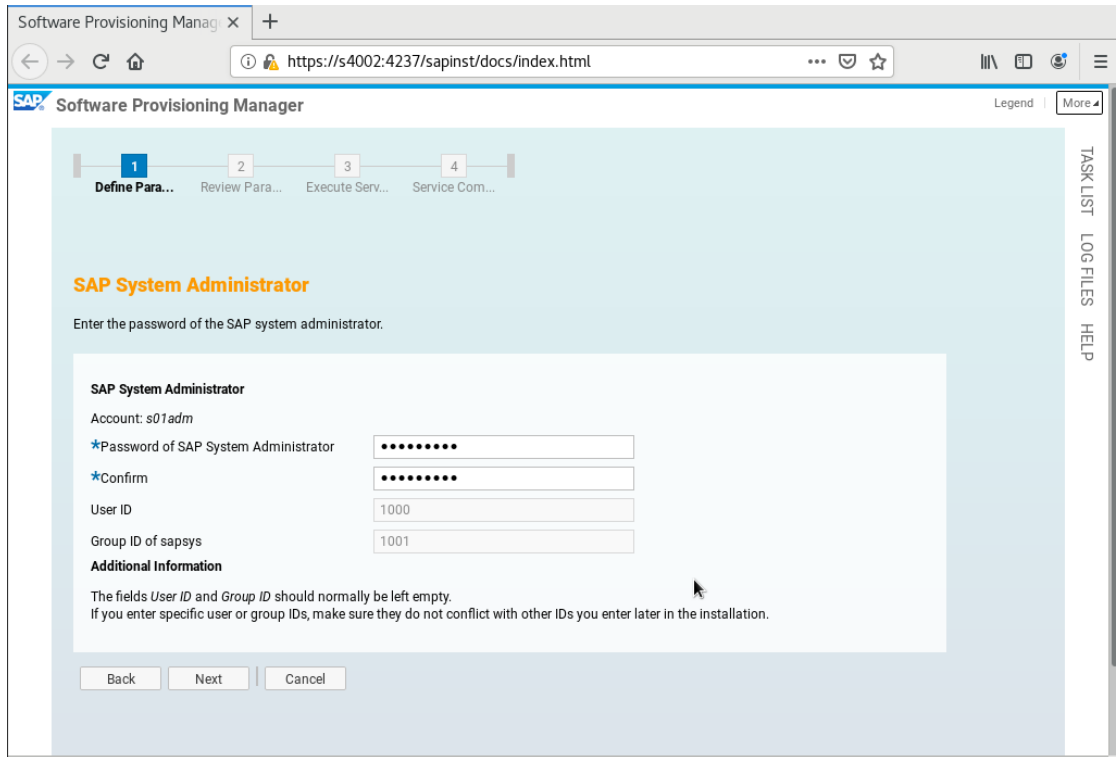 Software Provisioning Manag
https://s4002:4237/sapinst/docs/index.html
SAP Software Provisioning Manager
Legend
More
1
2
3
4
Define Para...
Review Para...
Execute Serv...
Service Com...
TASK LIST
LOG FILES
HELP
SAP System Administrator
Enter the password of the SAP system administrator.
SAP System Administrator
Account: s01adm
*Password of SAP System Administrator
*Confirm
User ID
1000
Group ID of sapsys
1001
Additional Information
The fields User ID and Group ID should normally be left empty.
If you enter specific user or group IDs, make sure they do not conflict with other IDs you enter later in the installation.
Back
Next
Cancel